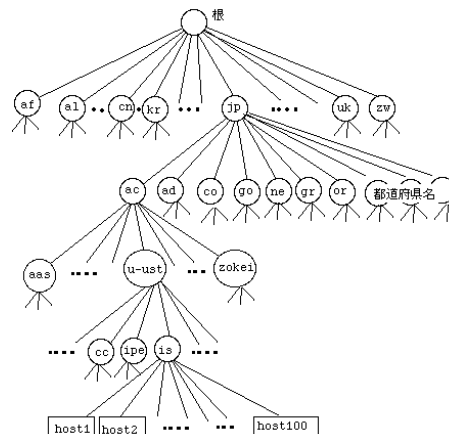 根
af al cn kr jp uk zw
ac ad co go ne gr or 都道府県名
aas u-ust zokei
cc ipe is
host1 host2 host100